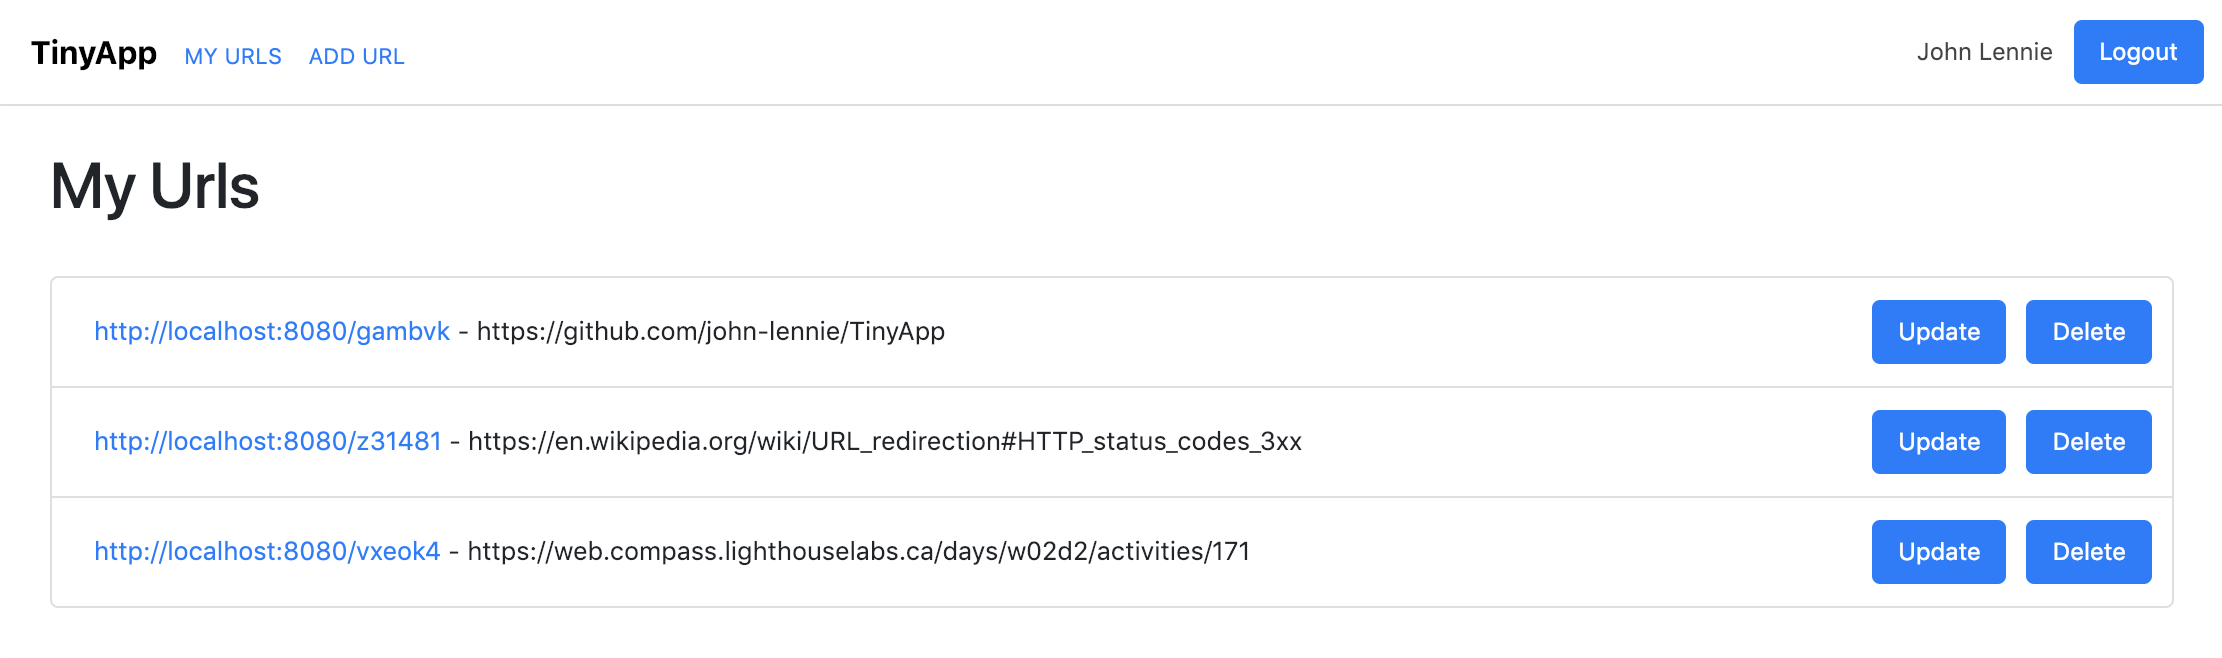 TinyApp MY URLS ADD URL John Lennie Logout
My Urls
http://localhost:8080/gambvk - https://github.com/john-lennie/TinyApp Update Delete
http://localhost:8080/z31481 - https://en.wikipedia.org/wiki/URL_redirection#HTTP_status_codes_3xx Update Delete
http://localhost:8080/vxeok4 - https://web.compass.lighthouselabs.ca/days/w02d2/activities/171 Update Delete